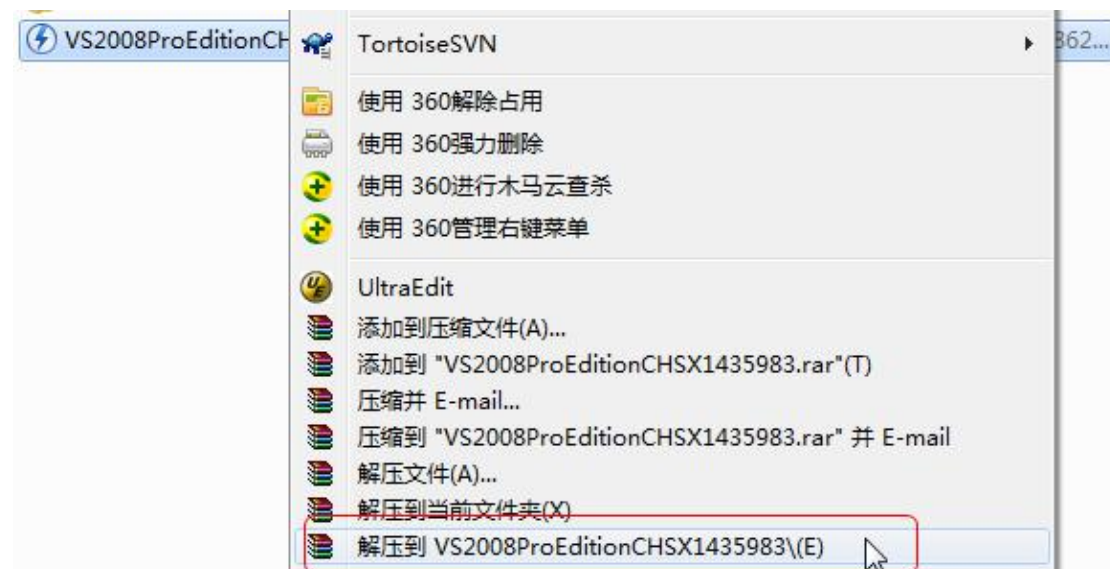 VS2008ProEditionCH
TortoiseSVN
862...
使用 360解除占用
使用 360强力删除
使用 360进行木马云查杀
使用 360管理右键菜单
UltraEdit
添加到压缩文件(A)...
添加到 "VS2008ProEditionCHSX1435983.rar"(T)
压缩并 E-mail...
压缩到 "VS2008ProEditionCHSX1435983.rar" 并 E-mail
解压文件(A)...
解压到当前文件夹(X)
解压到 VS2008ProEditionCHSX1435983\(E)